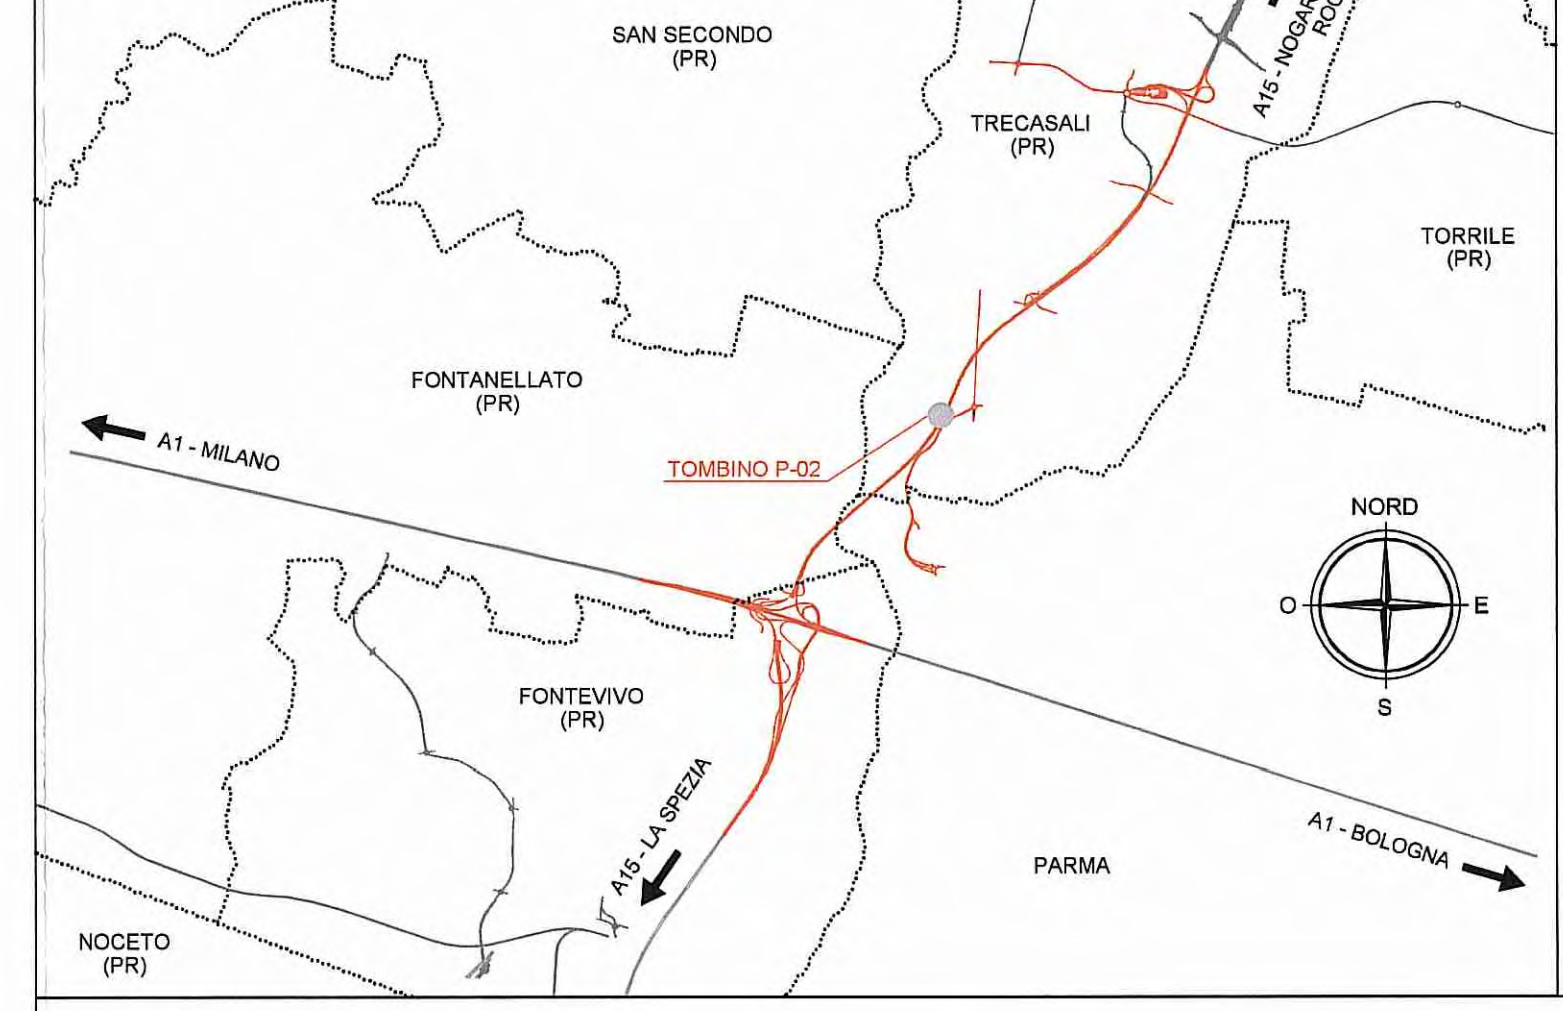 SAN SECONDO
(PR)
A15 - NOGAR
TRECASALI
(PR)
TORRILE
(PR)
FONTANELLATO
(PR)
A1 - MILANO
TOMBINO P-02
NORD
O
E
S
FONTEVIVO
(PR)
A15 - LA SPEZIA
A1 - BOLOGNA
PARMA
NOCETO
(PR)